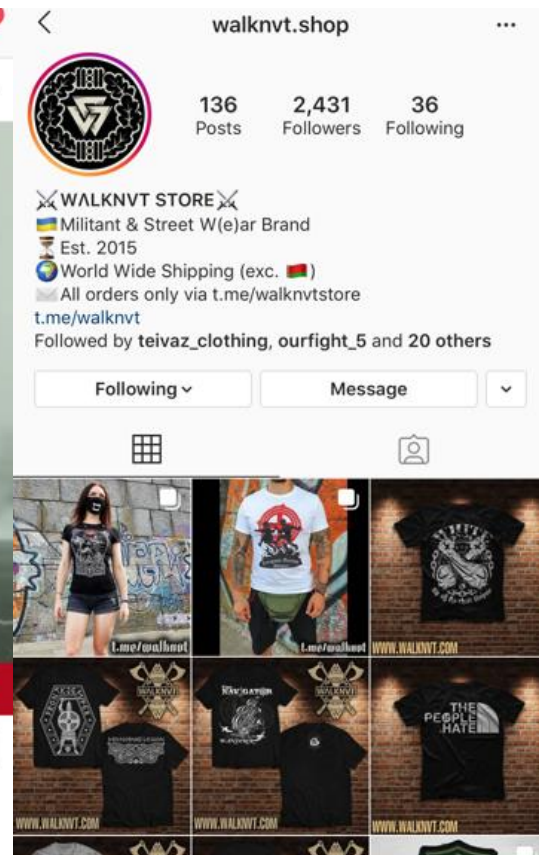 walknvt.shop
136 2,431 36
Posts Followers Following
WΛLKNVT STORE
Militant & Street W(e)ar Brand
Est. 2015
World Wide Shipping (exc. )
All orders only via t.me/walknvtstore
t.me/walknvt
Followed by teivaz_clothing, ourfight_5 and 20 others
Following Message
t.me/walknvt
t.me/walknvt
WWW.WALKNVT.COM
WALKNVT
NAVIGATOR
WALKNVT
THE
PEOPLE
HATE
WWW.WALKNVT.COM
WWW.WALKNVT.COM
WWW.WALKNVT.COM